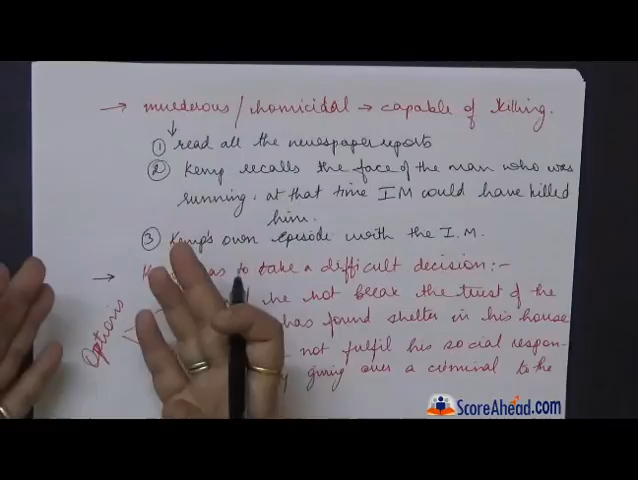 → murderous / homicidal → capable of killing.
① read all the newspaper reports
② Kemp recalls the face of the man who was
running, at that time IM could have killed
him.
③ Kemp's own episode with the I.M.
→ has to take a difficult decision:-
Options
he not break the trust of the
has found shelter in his house
not fulfil his social respon-
giving over a criminal to the
ScoreAhead.com